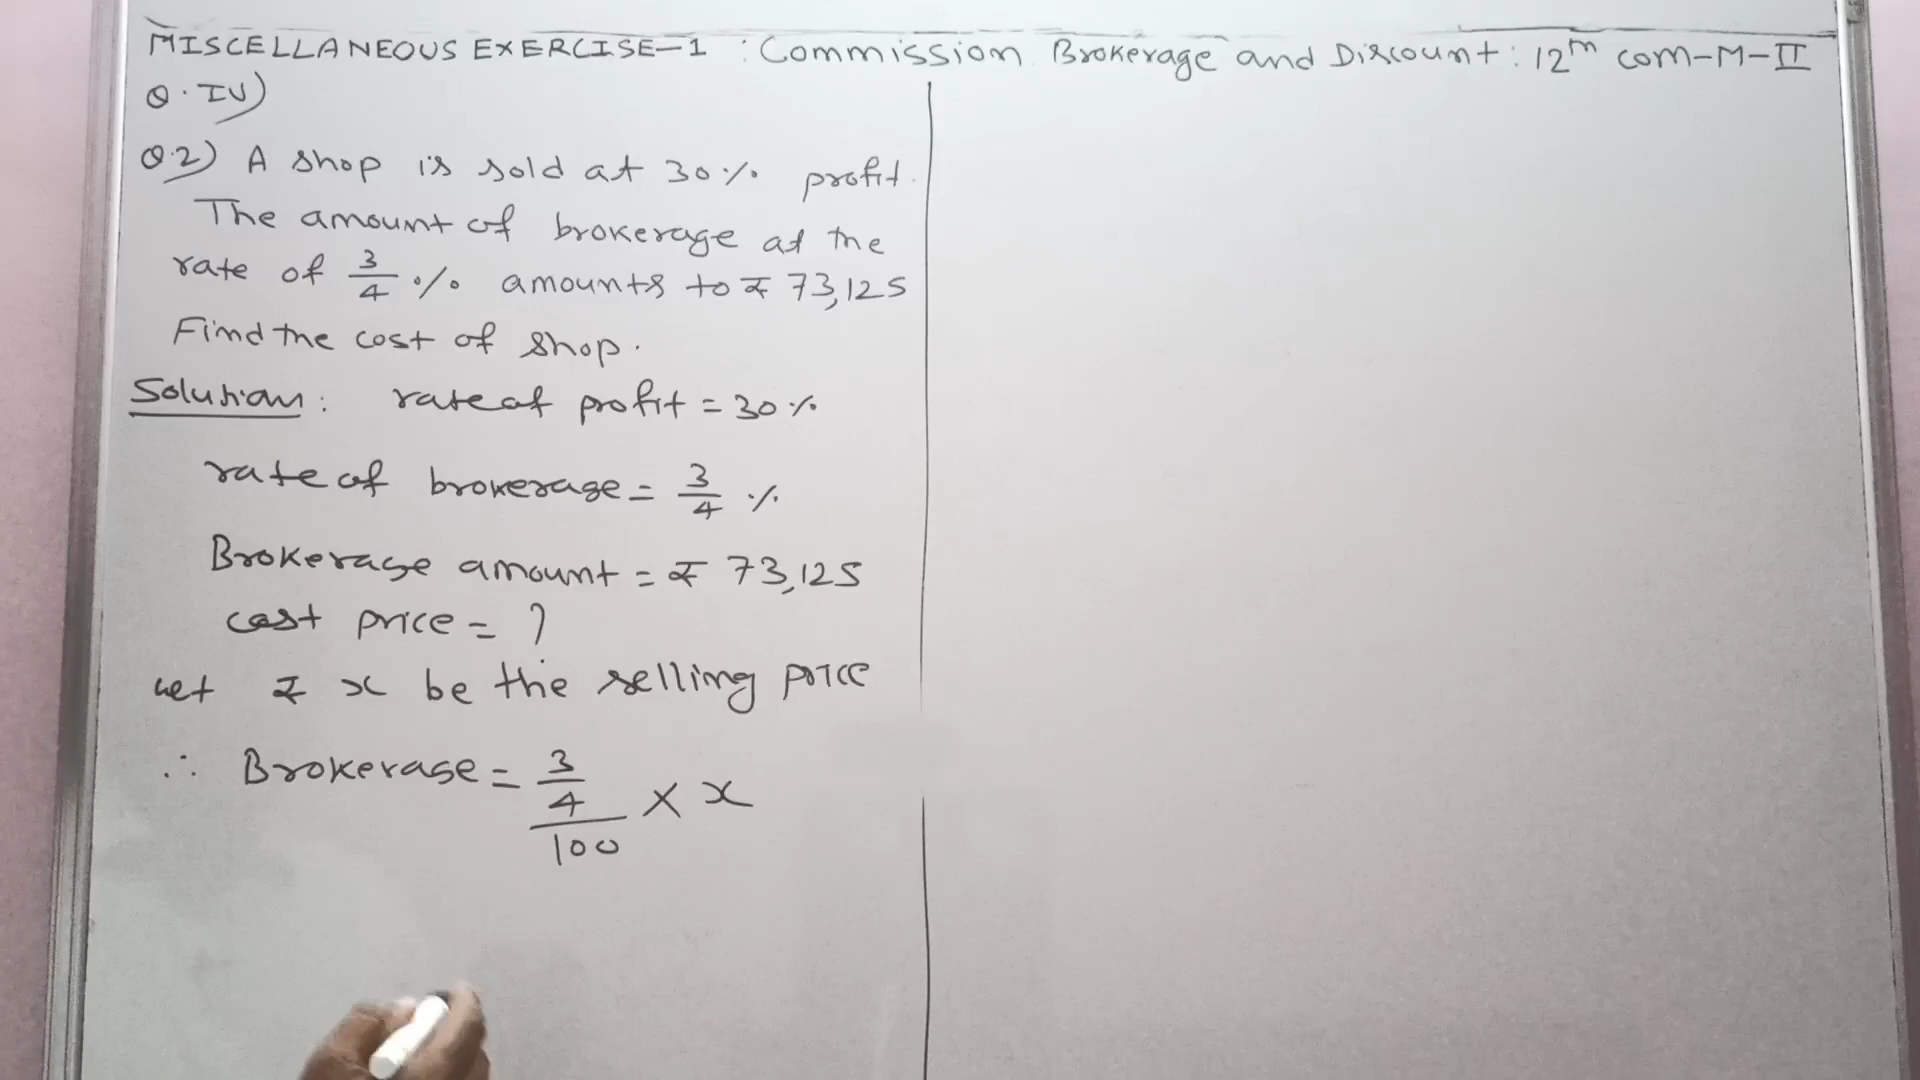 MISCELLANEOUS EXERCISE-1 : Commission Brokerage and Discount : 12th com-M-II
Q. IV)
Q.2) A shop is sold at 30% profit.
The amount of brokerage at the
rate of 3/4 % amounts to ₹ 73,125
Find the cost of shop.
Solution : rate of profit = 30%
rate of brokerage = 3/4 %
Brokerage amount = ₹ 73,125
cost price = ?
Let ₹ x be the selling price
∴ Brokerage = (3/4)/100 × x